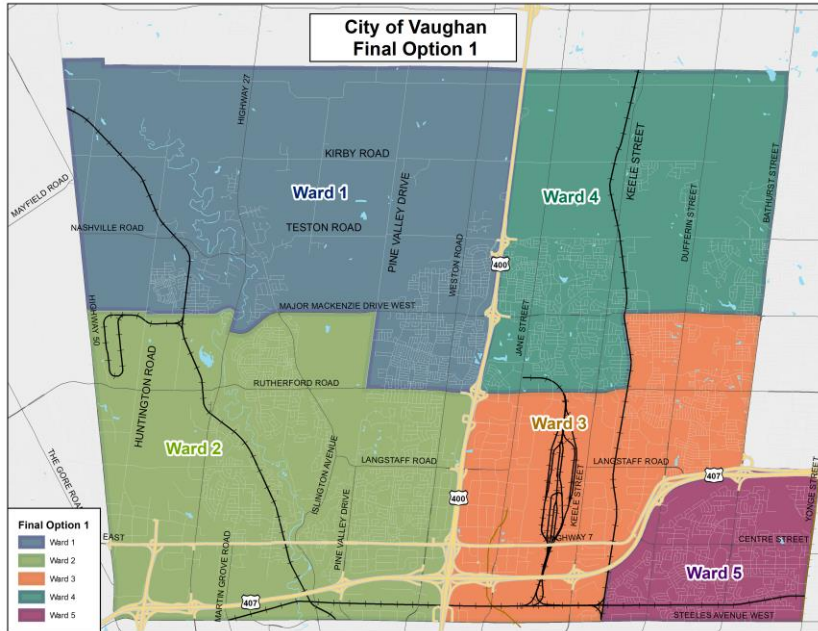 City of Vaughan
Final Option 1
HIGHWAY 27
KIRBY ROAD
KEELE STREET
MAYFIELD ROAD
Ward 1
Ward 4
BATHURST STREET
NASHVILLE ROAD
TESTON ROAD
PINE VALLEY DRIVE
WESTON ROAD
DUFFERIN STREET
400
HIGHWAY 50
MAJOR MACKENZIE DRIVE WEST
JANE STREET
HUNTINGTON ROAD
RUTHERFORD ROAD
Ward 2
Ward 3
ISLINGTON AVENUE
LANGSTAFF ROAD
LANGSTAFF ROAD
407
THE GORE ROAD
400
KEELE STREET
YONGE STREET
Final Option 1
Ward 1
Ward 2
Ward 3
Ward 4
Ward 5
EAST
MARTIN GROVE ROAD
PINE VALLEY DRIVE
HIGHWAY 7
CENTRE STREET
Ward 5
407
STEELES AVENUE WEST